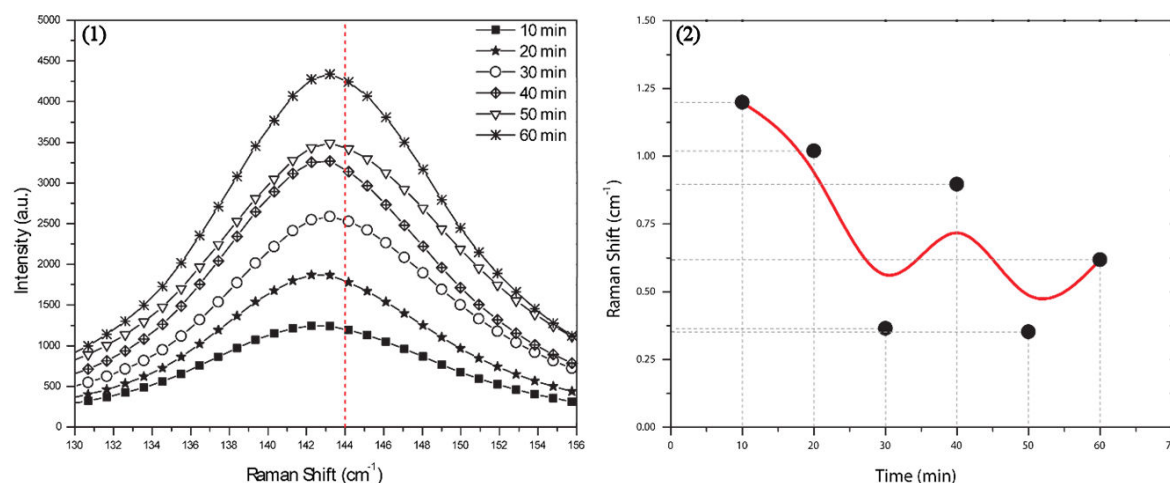 (1)
5000
4500
4000
3500
3000
2500
2000
1500
1000
500
0
Intensity (a.u.)
10 min
20 min
30 min
40 min
50 min
60 min
130 132 134 136 138 140 142 144 146 148 150 152 154 156
Raman Shift (cm⁻¹)
(2)
1.50
1.25
1.00
0.75
0.50
0.25
0.00
Raman Shift (cm⁻¹)
0 10 20 30 40 50 60
Time (min)